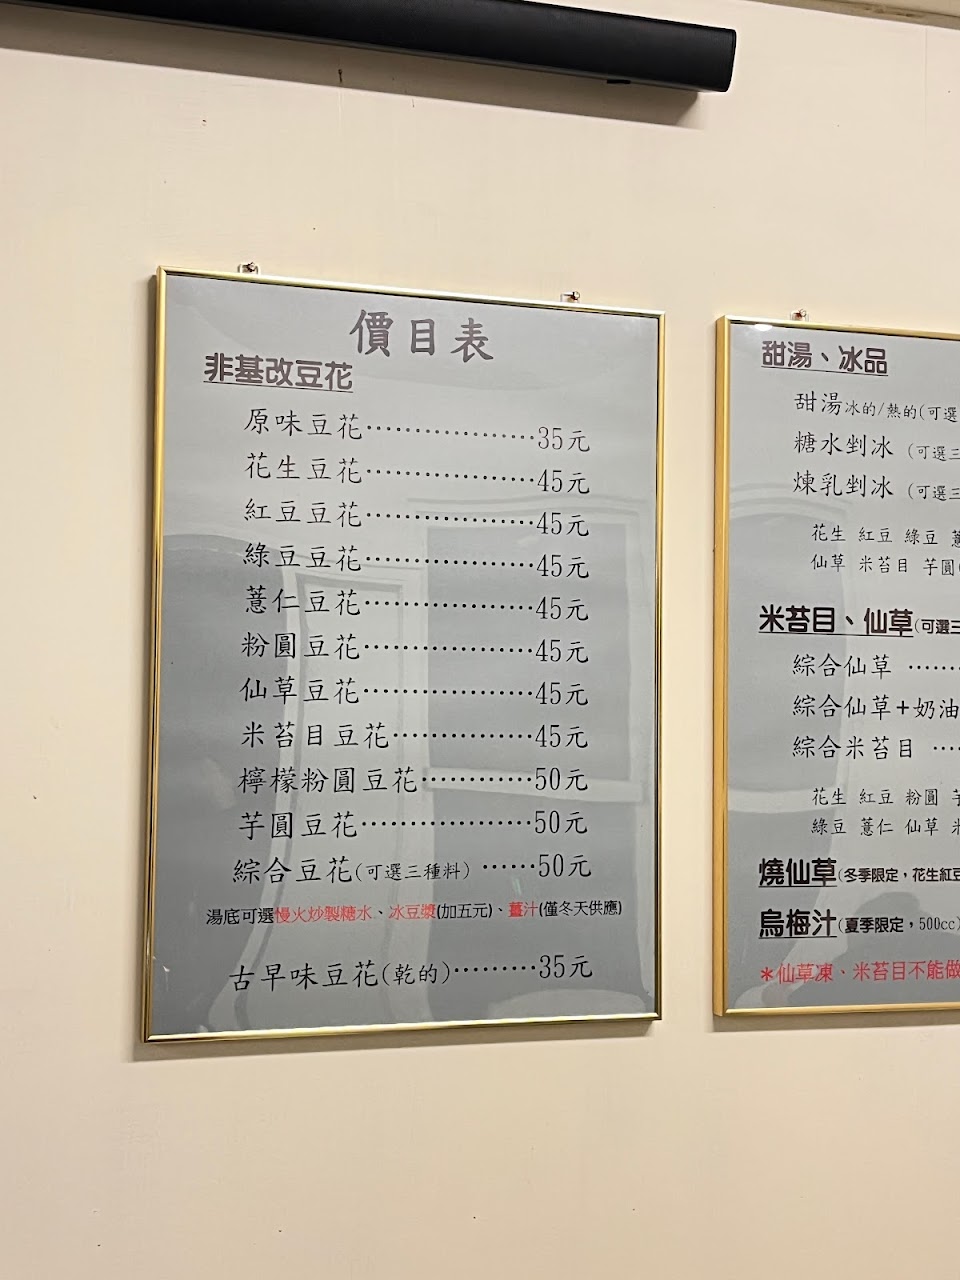 價目表
非基改豆花
原味豆花·················35元
花生豆花·················45元
紅豆豆花·················45元
綠豆豆花·················45元
薏仁豆花·················45元
粉圓豆花·················45元
仙草豆花·················45元
米苔目豆花··············45元
檸檬粉圓豆花···········50元
芋圓豆花·················50元
綜合豆花(可選三種料) ······50元
湯底可選慢火炒製糖水、冰豆漿(加五元)、薑汁(僅冬天供應)
古早味豆花(乾的)·········35元
甜湯、冰品
甜湯冰的/熱的(可選
糖水剉冰 (可選三
煉乳剉冰 (可選三
花生 紅豆 綠豆
仙草 米苔目 芋圓(
米苔目、仙草(可選三
綜合仙草 ······
綜合仙草+奶油
綜合米苔目 ····
花生 紅豆 粉圓
綠豆 薏仁 仙草
燒仙草(冬季限定，花生紅豆
烏梅汁(夏季限定，500cc)
＊仙草凍、米苔目不能做